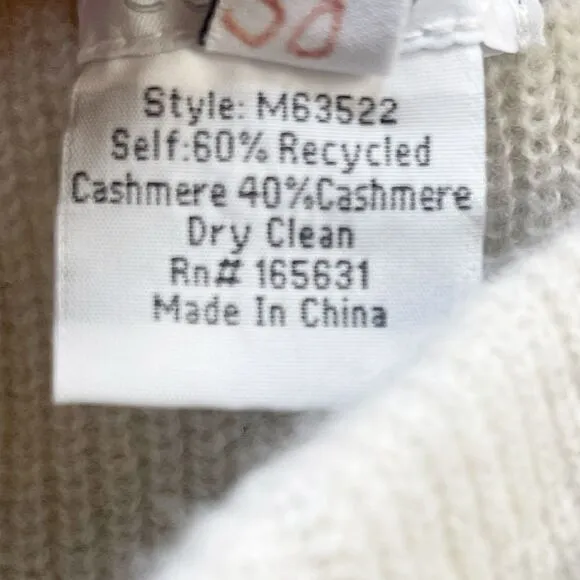 Style: M63522
Self:60% Recycled
Cashmere 40%Cashmere
Dry Clean
Rn# 165631
Made In China